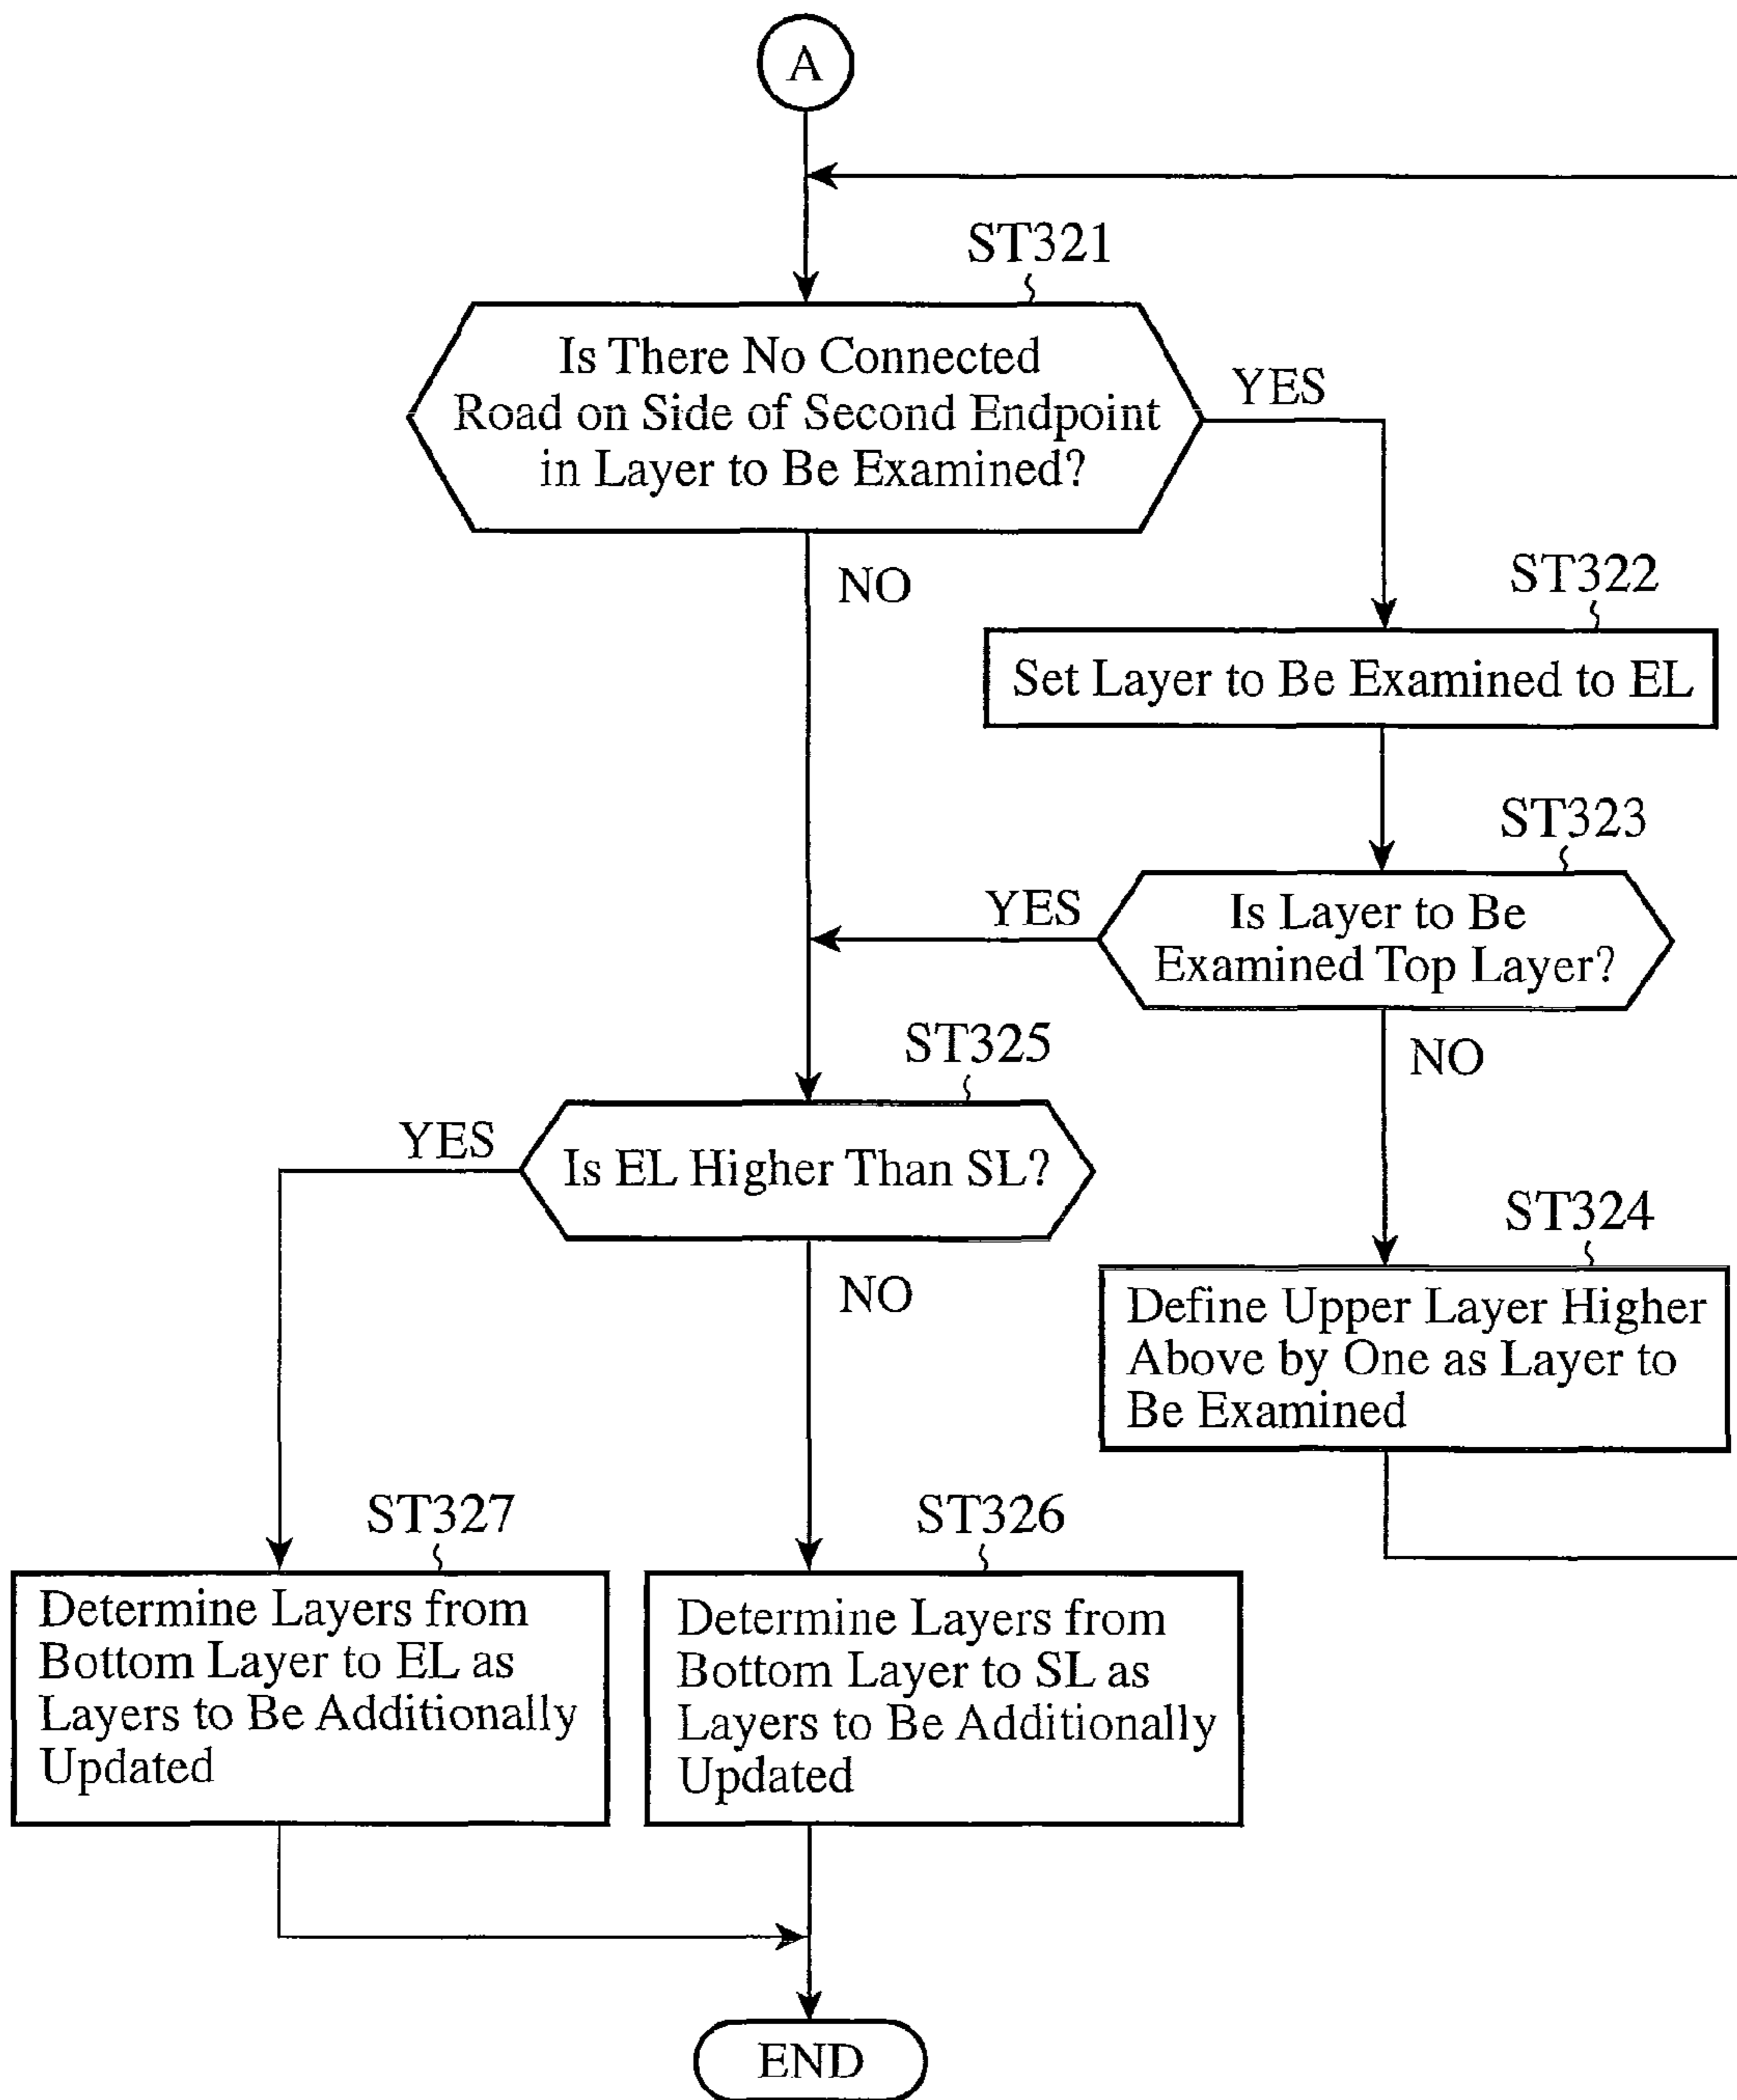 A
ST321
Is There No Connected
Road on Side of Second Endpoint
in Layer to Be Examined?
YES
NO
ST322
Set Layer to Be Examined to EL
ST323
YES
Is Layer to Be
Examined Top Layer?
NO
ST325
YES
Is EL Higher Than SL?
NO
ST324
Define Upper Layer Higher
Above by One as Layer to
Be Examined
ST327
Determine Layers from
Bottom Layer to EL as
Layers to Be Additionally
Updated
ST326
Determine Layers from
Bottom Layer to SL as
Layers to Be Additionally
Updated
END